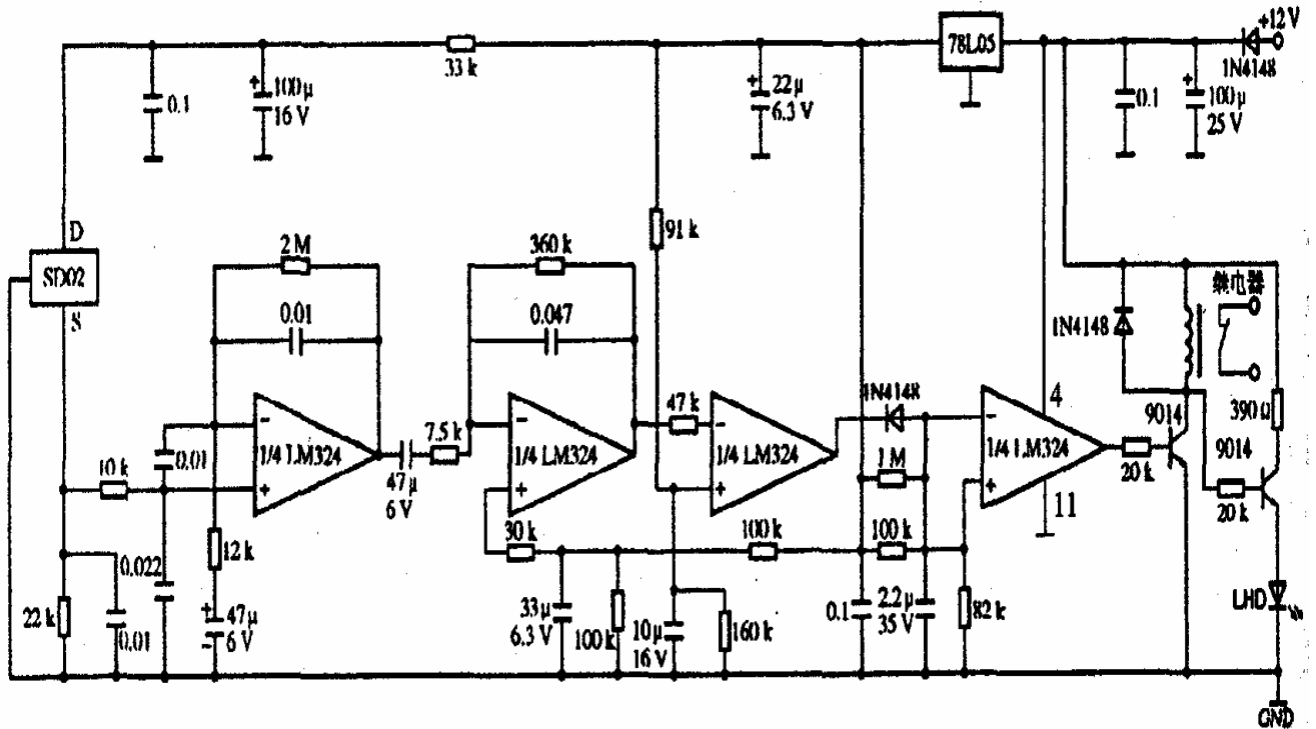 +12V
78L05
1N4148
33 k
0.1
100μ
16 V
22μ
6.3 V
0.1
100μ
25 V
D
SD02
S
2 M
0.01
360 k
0.047
91 k
继电器
1N4148
1N4148
4
390Ω
9014
9014
−
1/4 LM324
+
7.5 k
47μ
6 V
−
1/4 LM324
+
47 k
−
1/4 LM324
+
1 M
−
1/4 LM324
+
11
20 k
20 k
10 k
0.01
12 k
30 k
100 k
100 k
0.022
22 k
0.01
+
47μ
−
6 V
33μ
6.3 V
100 k
10μ
16 V
160 k
0.1
2.2μ
35 V
82 k
LHD
GND